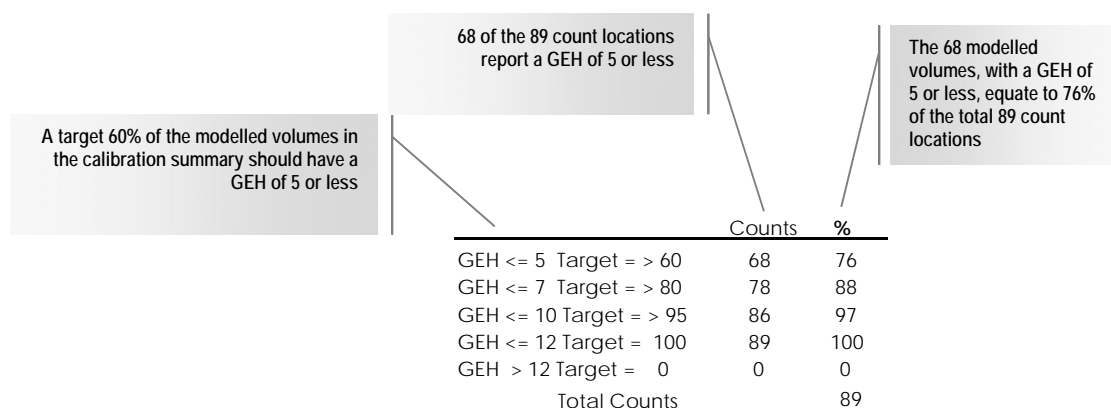 68 of the 89 count locations
report a GEH of 5 or less
The 68 modelled
volumes, with a GEH of
5 or less, equate to 76%
of the total 89 count
locations
A target 60% of the modelled volumes in
the calibration summary should have a
GEH of 5 or less
Counts %
GEH <= 5 Target = > 60 68 76
GEH <= 7 Target = > 80 78 88
GEH <= 10 Target = > 95 86 97
GEH <= 12 Target = 100 89 100
GEH > 12 Target = 0 0 0
Total Counts 89